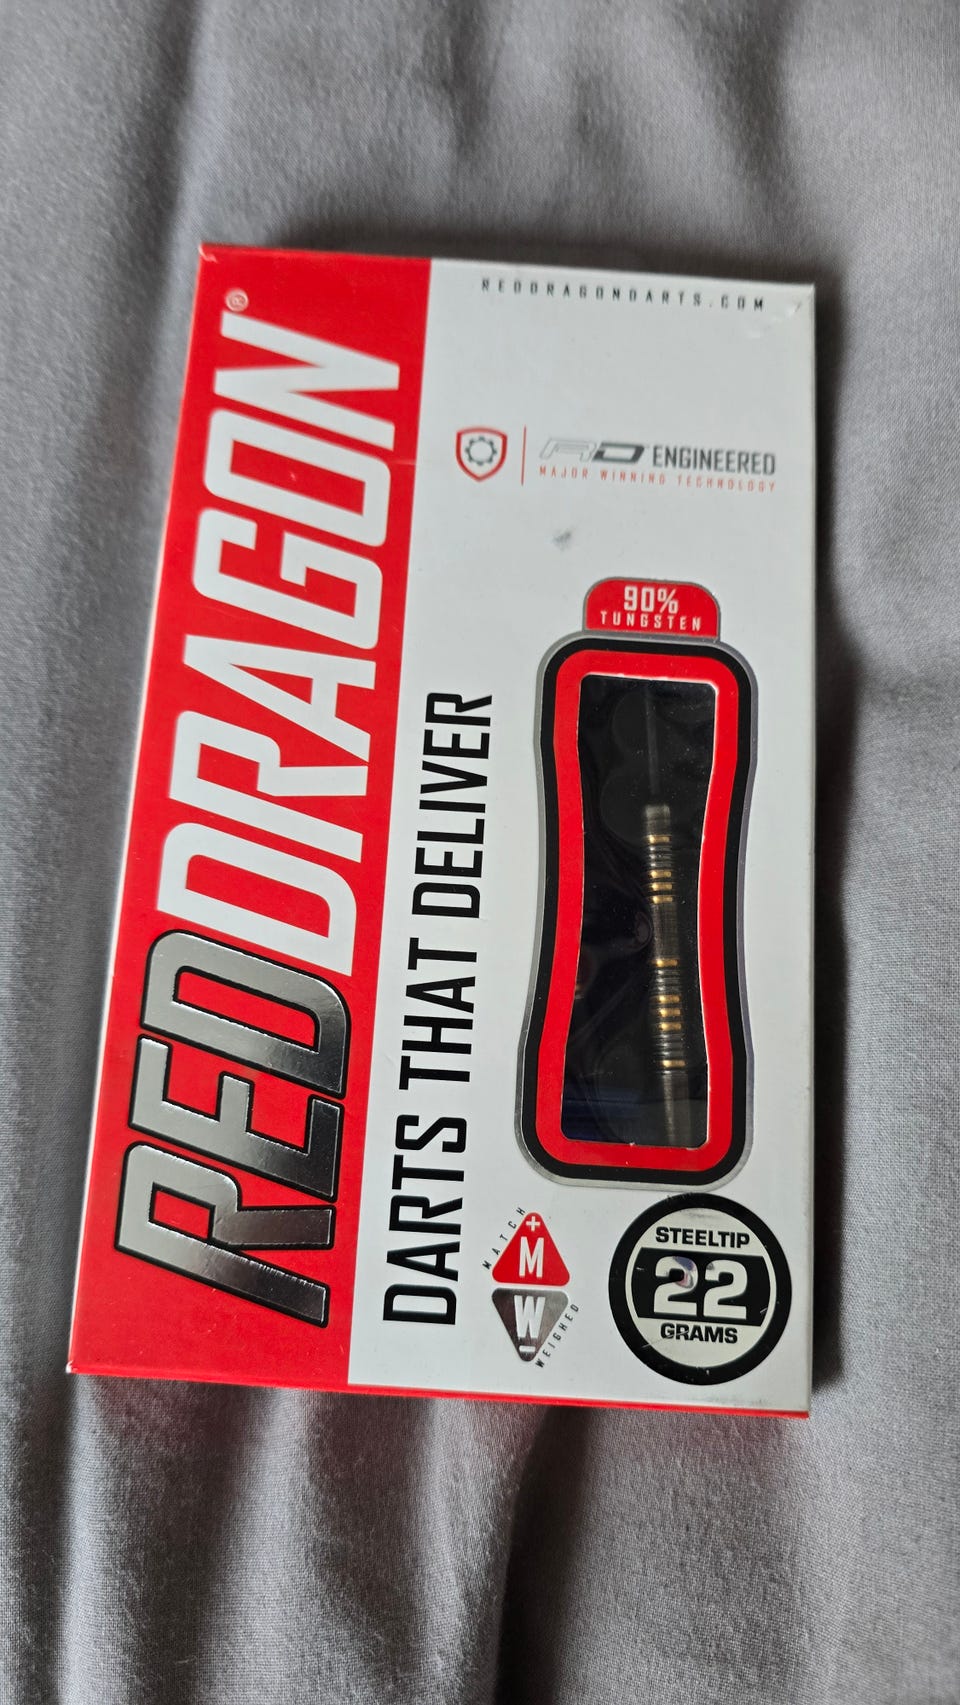 REDDRAGON®
DARTS THAT DELIVER
REDDRAGONDARTS.COM
RD ENGINEERED
MAJOR WINNING TECHNOLOGY
90%
TUNGSTEN
MATCH
+
M
W
-
WEIGHED
STEELTIP
22
GRAMS